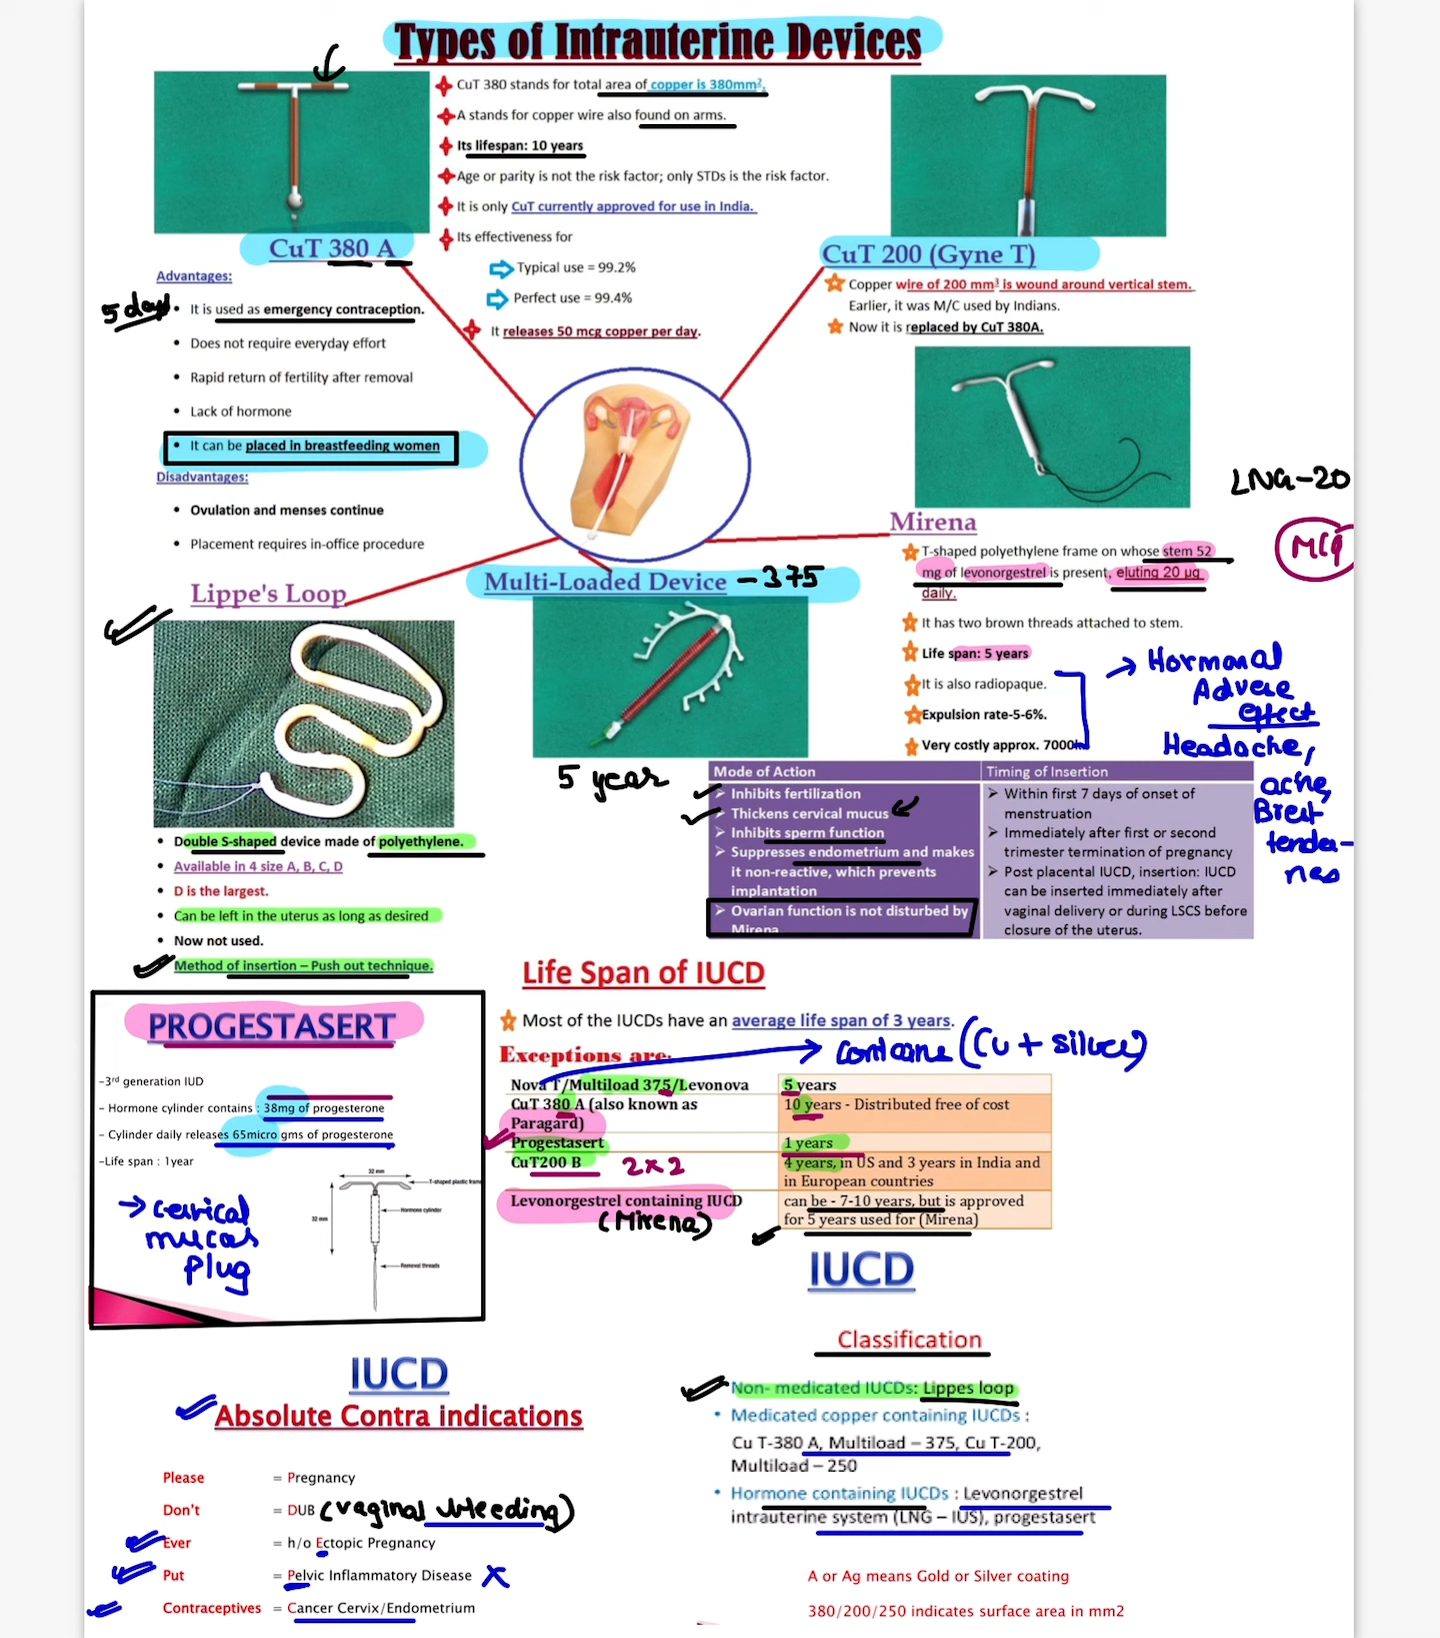 Types of Intrauterine Devices
CuT 380 stands for total area of copper is 380mm².
A stands for copper wire also found on arms.
Its lifespan: 10 years
Age or parity is not the risk factor; only STDs is the risk factor.
It is only CuT currently approved for use in India.
Its effectiveness for
Typical use = 99.2%
Perfect use = 99.4%
It releases 50 mcg copper per day.
CuT 380 A
Advantages:
5 days
• It is used as emergency contraception.
• Does not require everyday effort
• Rapid return of fertility after removal
• Lack of hormone
• It can be placed in breastfeeding women
Disadvantages:
• Ovulation and menses continue
• Placement requires in-office procedure
CuT 200 (Gyne T)
Copper wire of 200 mm³ is wound around vertical stem.
Earlier, it was M/C used by Indians.
Now it is replaced by CuT 380A.
LNG-20
MCQ
Mirena
T-shaped polyethylene frame on whose stem 52
mg of levonorgestrel is present, eluting 20 µg
daily.
It has two brown threads attached to stem.
Life span: 5 years
It is also radiopaque.
Expulsion rate-5-6%.
Very costly approx. 7000
→ Hormonal
Advere
effect
Headache,
acne,
Brest
tender-
nes
Multi-Loaded Device - 375
5 year
Lippe's Loop
• Double S-shaped device made of polyethylene.
• Available in 4 size A, B, C, D
• D is the largest.
• Can be left in the uterus as long as desired
• Now not used.
• Method of insertion – Push out technique.
Mode of Action
➢ Inhibits fertilization
➢ Thickens cervical mucus
➢ Inhibits sperm function
➢ Suppresses endometrium and makes
it non-reactive, which prevents
implantation
➢ Ovarian function is not disturbed by
Mirena
Timing of Insertion
➢ Within first 7 days of onset of
menstruation
➢ Immediately after first or second
trimester termination of pregnancy
➢ Post placental IUCD, insertion: IUCD
can be inserted immediately after
vaginal delivery or during LSCS before
closure of the uterus.
PROGESTASERT
-3rd generation IUD
- Hormone cylinder contains : 38mg of progesterone
- Cylinder daily releases 65micro gms of progesterone
-Life span : 1year
→ cervical
mucas
plug
32 mm
T-shaped plastic frame
32 mm
Hormone cylinder
Removal threads
Life Span of IUCD
Most of the IUCDs have an average life span of 3 years.
Exceptions are:
→ containe (Cu + silver)
Nova T/Multiload 375/Levonova 5 years
CuT 380 A (also known as Paragard) 10 years - Distributed free of cost
Progestasert 1 years
CuT200 B 2x2 4 years, in US and 3 years in India and
in European countries
Levonorgestrel containing IUCD (Mirena) can be - 7-10 years, but is approved
for 5 years used for (Mirena)
IUCD
Classification
Non- medicated IUCDs: Lippes loop
• Medicated copper containing IUCDs :
Cu T-380 A, Multiload – 375, Cu T-200,
Multiload – 250
• Hormone containing IUCDs : Levonorgestrel
intrauterine system (LNG – IUS), progestasert
A or Ag means Gold or Silver coating
380/200/250 indicates surface area in mm2
IUCD
Absolute Contra indications
Please = Pregnancy
Don't = DUB (vaginal bleeding)
Ever = h/o Ectopic Pregnancy
Put = Pelvic Inflammatory Disease
Contraceptives = Cancer Cervix/Endometrium